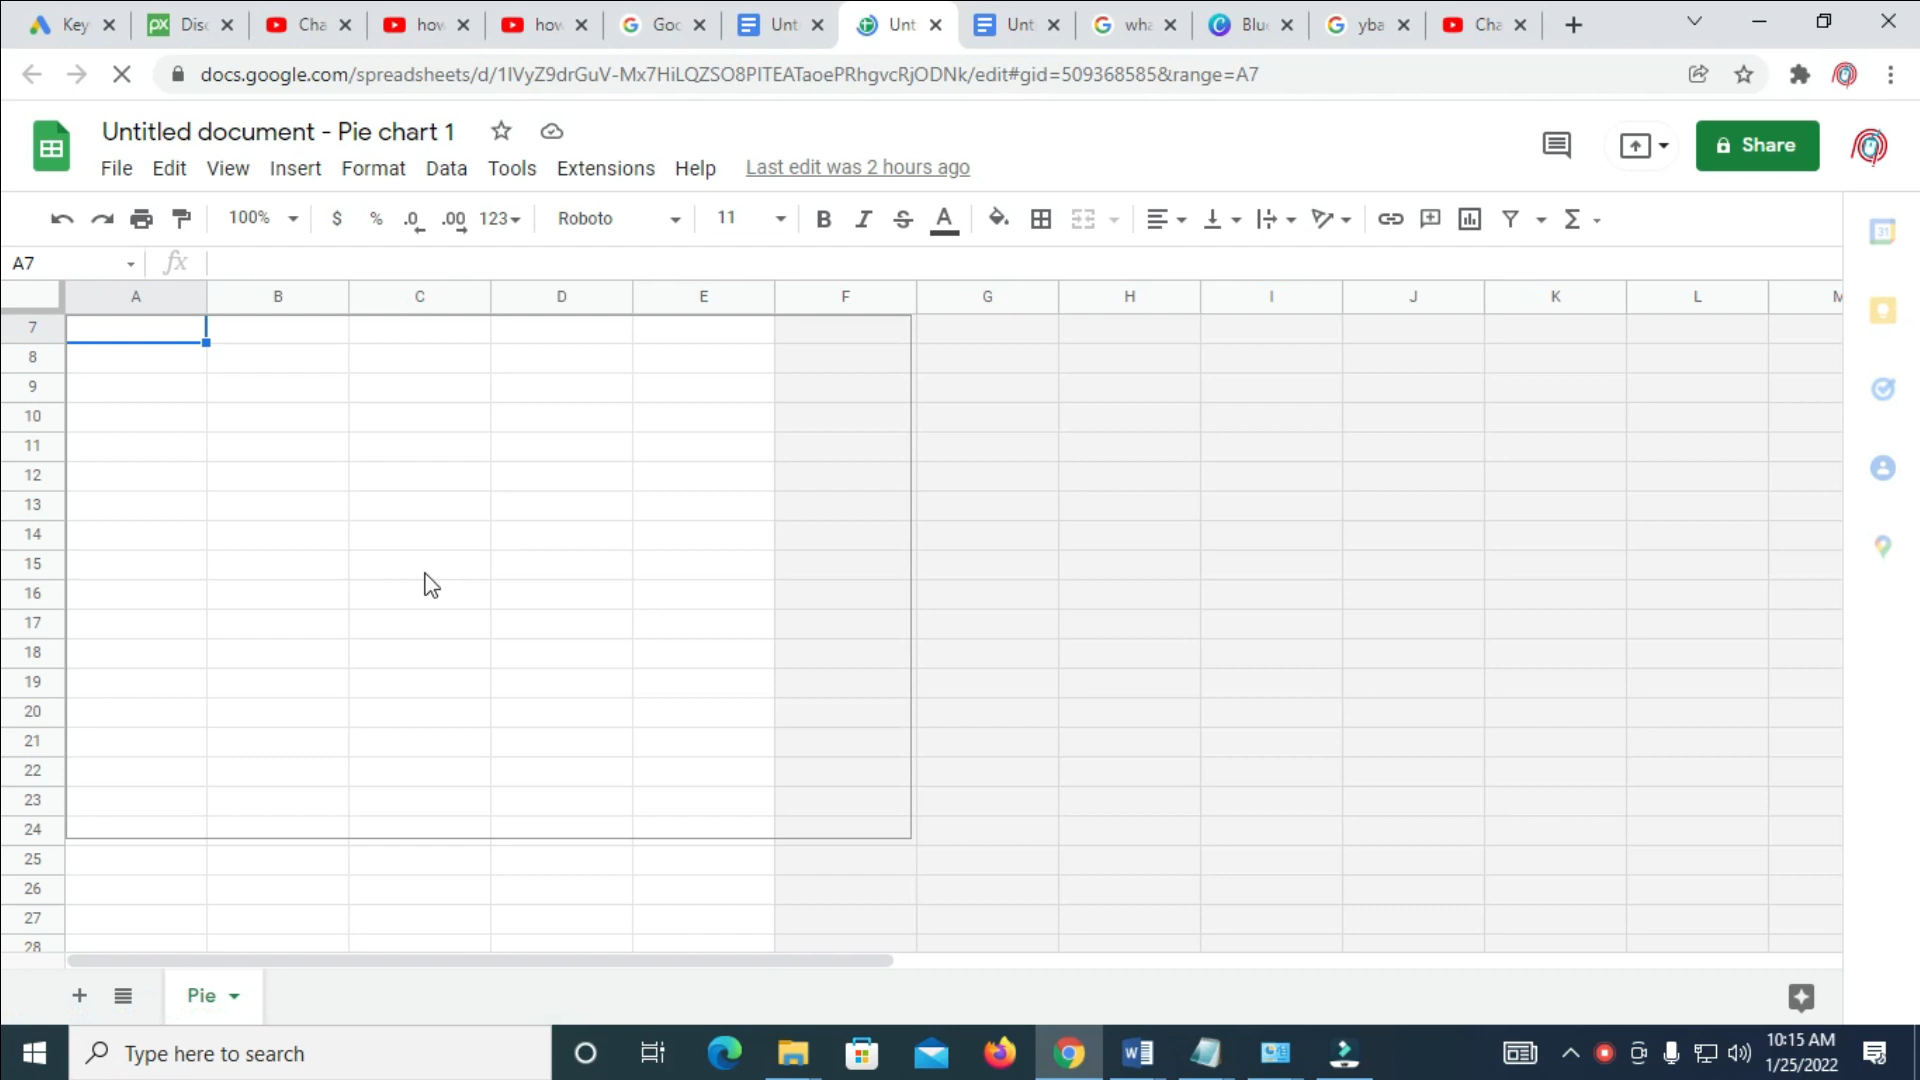 Key
Disc
Cha
how
how
Goo
Unt
Unt
Unt
wha
Blu
yba
Cha
docs.google.com/spreadsheets/d/1IVyZ9drGuV-Mx7HiLQZSO8PITEATaoePRhgvcRjODNk/edit#gid=509368585&range=A7
Untitled document - Pie chart 1
File Edit View Insert Format Data Tools Extensions Help Last edit was 2 hours ago
Share
100% $ % .0 .00 123 Roboto 11 B I S A
A7 fx
A B C D E F G H I J K L M
7
8
9
10
11
12
13
14
15
16
17
18
19
20
21
22
23
24
25
26
27
28
31
+ Pie
Type here to search
10:15 AM
1/25/2022